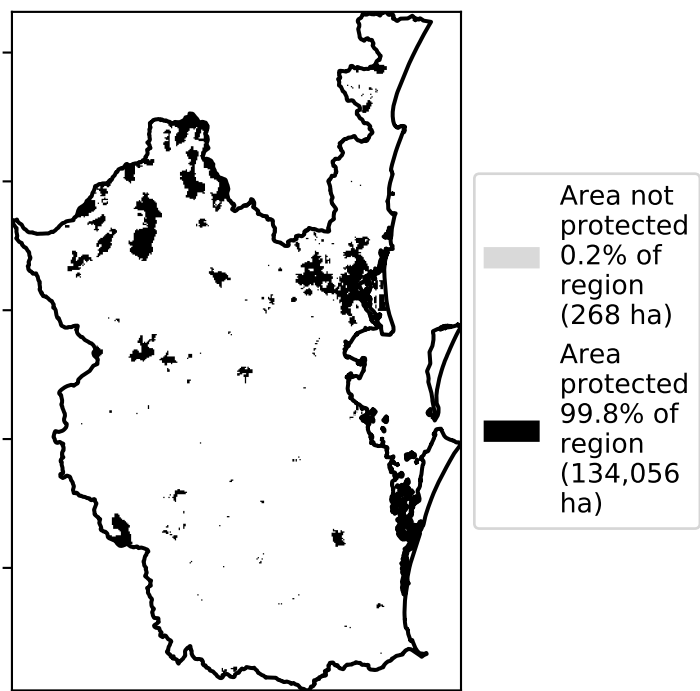 Area not
protected
0.2% of
region
(268 ha)
Area
protected
99.8% of
region
(134,056
ha)